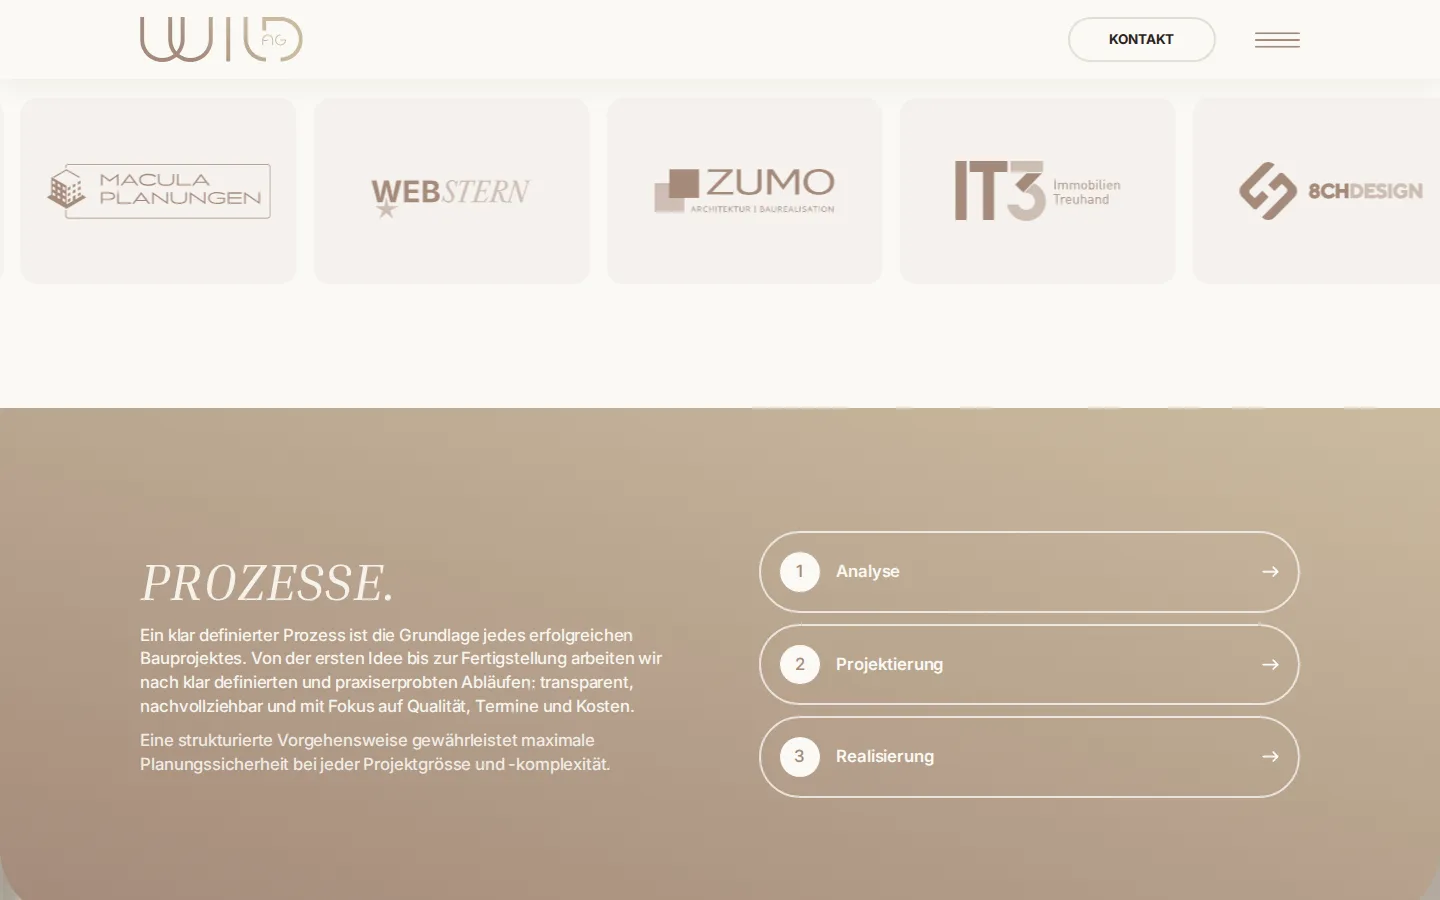 WILD AG
KONTAKT
MACULA
PLANUNGEN
WEBSTERN
ZUMO
ARCHITEKTUR | BAUREALISATION
IT3
Immobilien
Treuhand
8CHDESIGN
PROZESSE.
Ein klar definierter Prozess ist die Grundlage jedes erfolgreichen
Bauprojektes. Von der ersten Idee bis zur Fertigstellung arbeiten wir
nach klar definierten und praxiserprobten Abläufen: transparent,
nachvollziehbar und mit Fokus auf Qualität, Termine und Kosten.
Eine strukturierte Vorgehensweise gewährleistet maximale
Planungssicherheit bei jeder Projektgrösse und -komplexität.
1 Analyse →
2 Projektierung →
3 Realisierung →